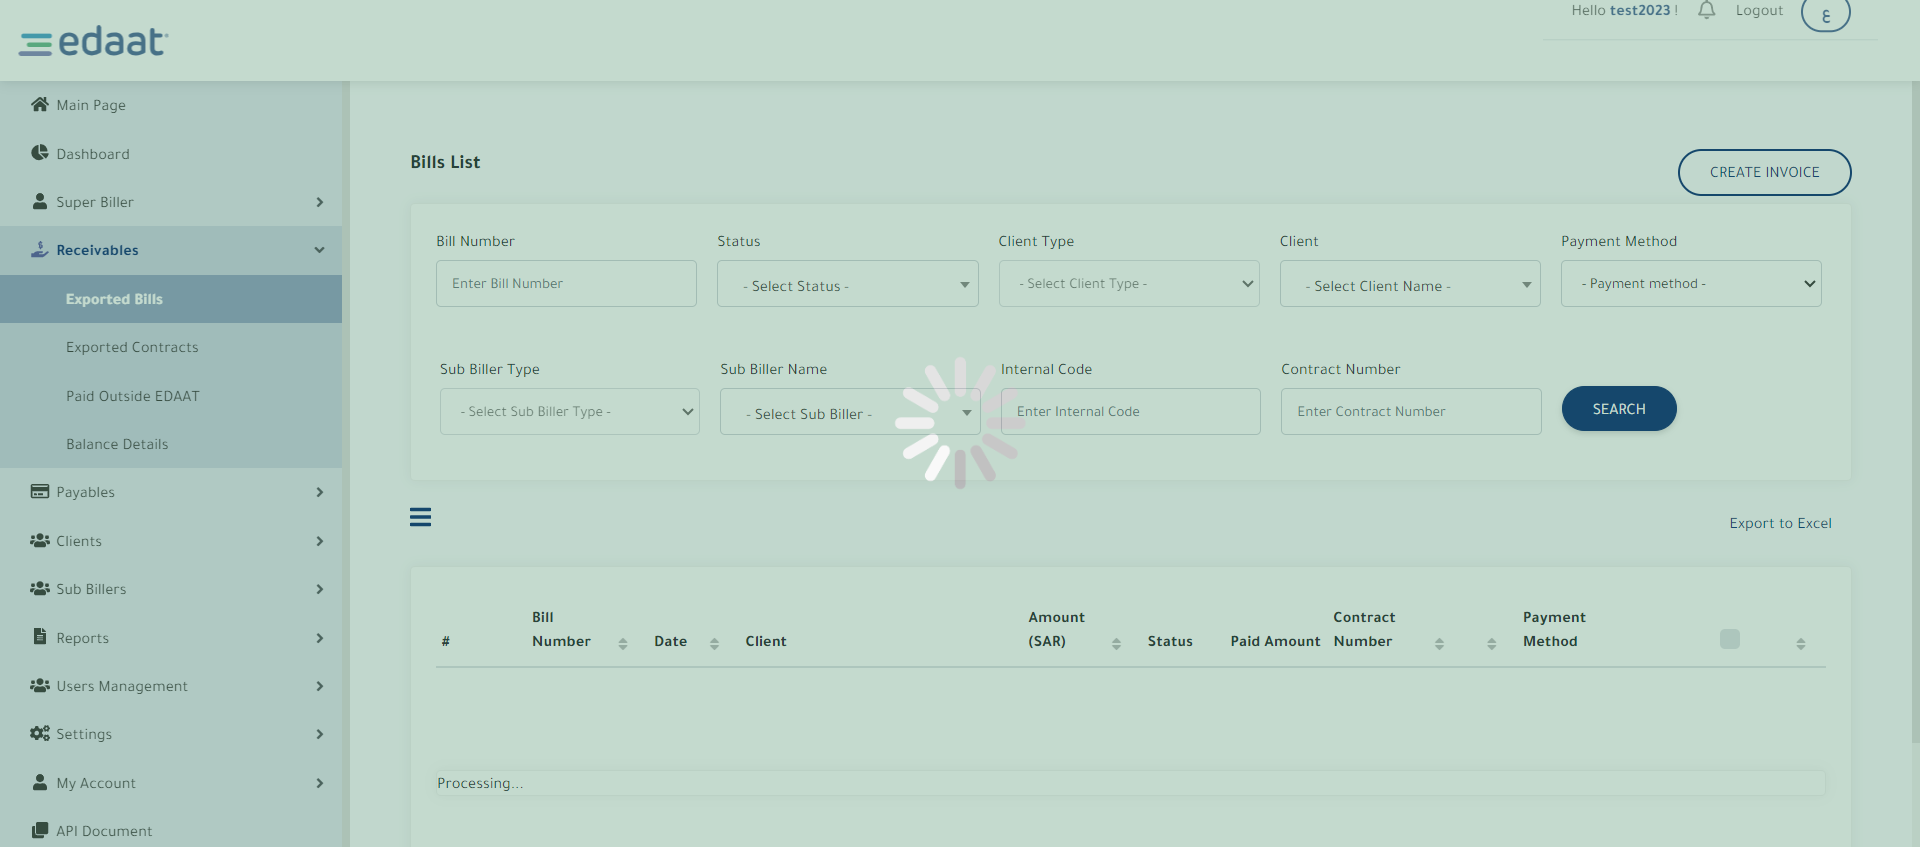 Hello test2023 !
Logout
ع
edaat
Main Page
Dashboard
Super Biller
Receivables
Exported Bills
Exported Contracts
Paid Outside EDAAT
Balance Details
Payables
Clients
Sub Billers
Reports
Users Management
Settings
My Account
API Document
Bills List
CREATE INVOICE
Bill Number
Status
Client Type
Client
Payment Method
Enter Bill Number
- Select Status -
- Select Client Type -
- Select Client Name -
- Payment method -
Sub Biller Type
Sub Biller Name
Internal Code
Contract Number
- Select Sub Biller Type -
- Select Sub Biller -
Enter Internal Code
Enter Contract Number
SEARCH
Export to Excel
#
Bill
Number
Date
Client
Amount
(SAR)
Status
Paid Amount
Contract
Number
Payment
Method
Processing...